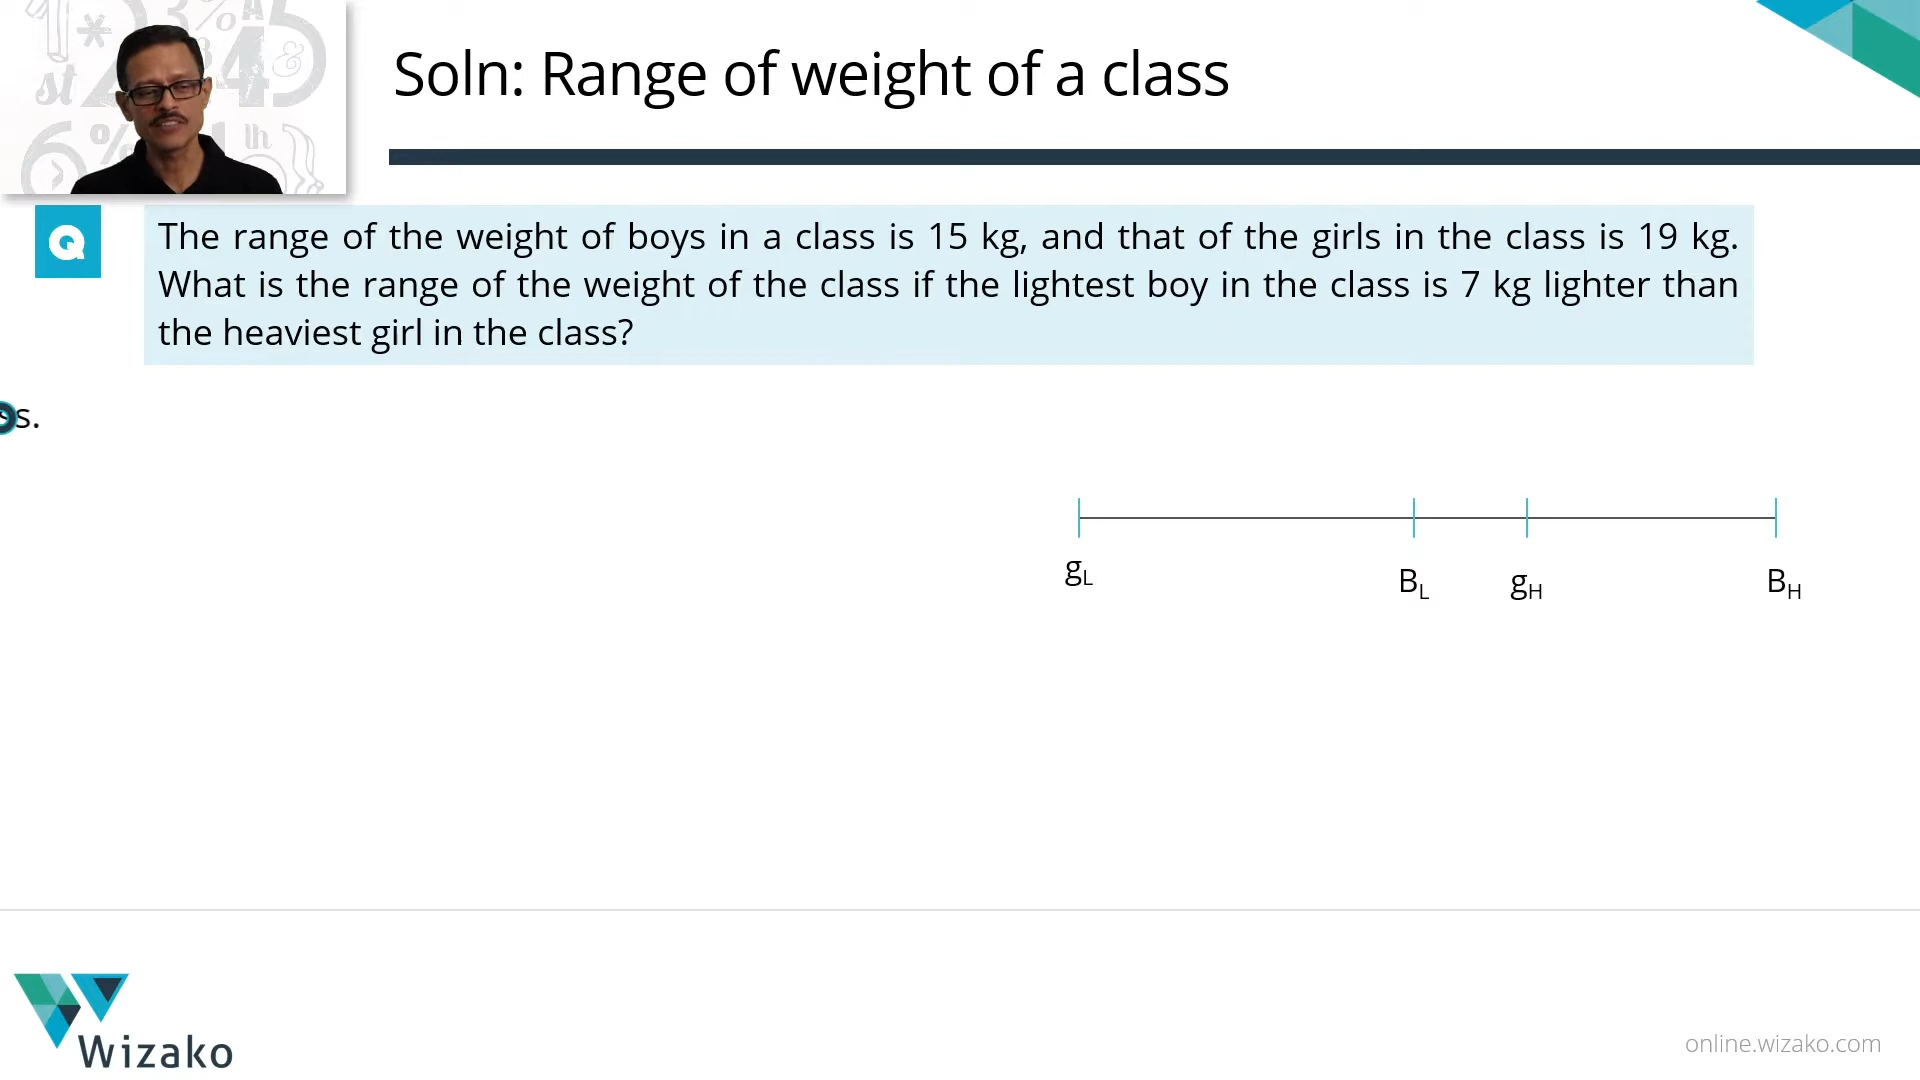 Soln: Range of weight of a class
Q
The range of the weight of boys in a class is 15 kg, and that of the girls in the class is 19 kg.
What is the range of the weight of the class if the lightest boy in the class is 7 kg lighter than
the heaviest girl in the class?
s.
gL BL gH BH
Wizako
online.wizako.com